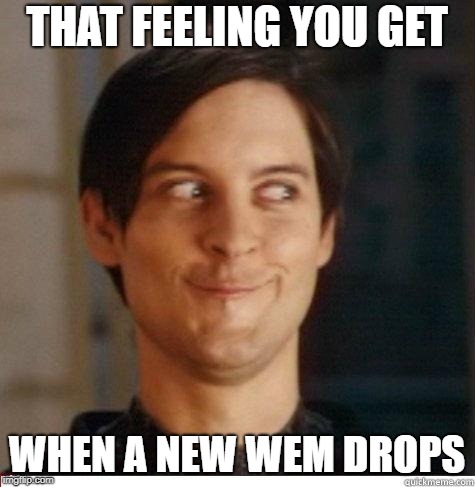 THAT FEELING YOU GET
WHEN A NEW WEM DROPS
imgflip.com
quickmeme.com